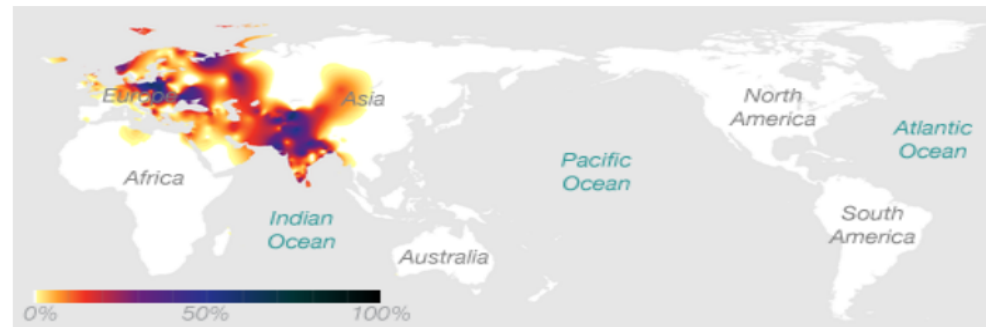 Europe
Asia
North
America
Atlantic
Ocean
Africa
Pacific
Ocean
Indian
Ocean
South
America
Australia
0%
50%
100%